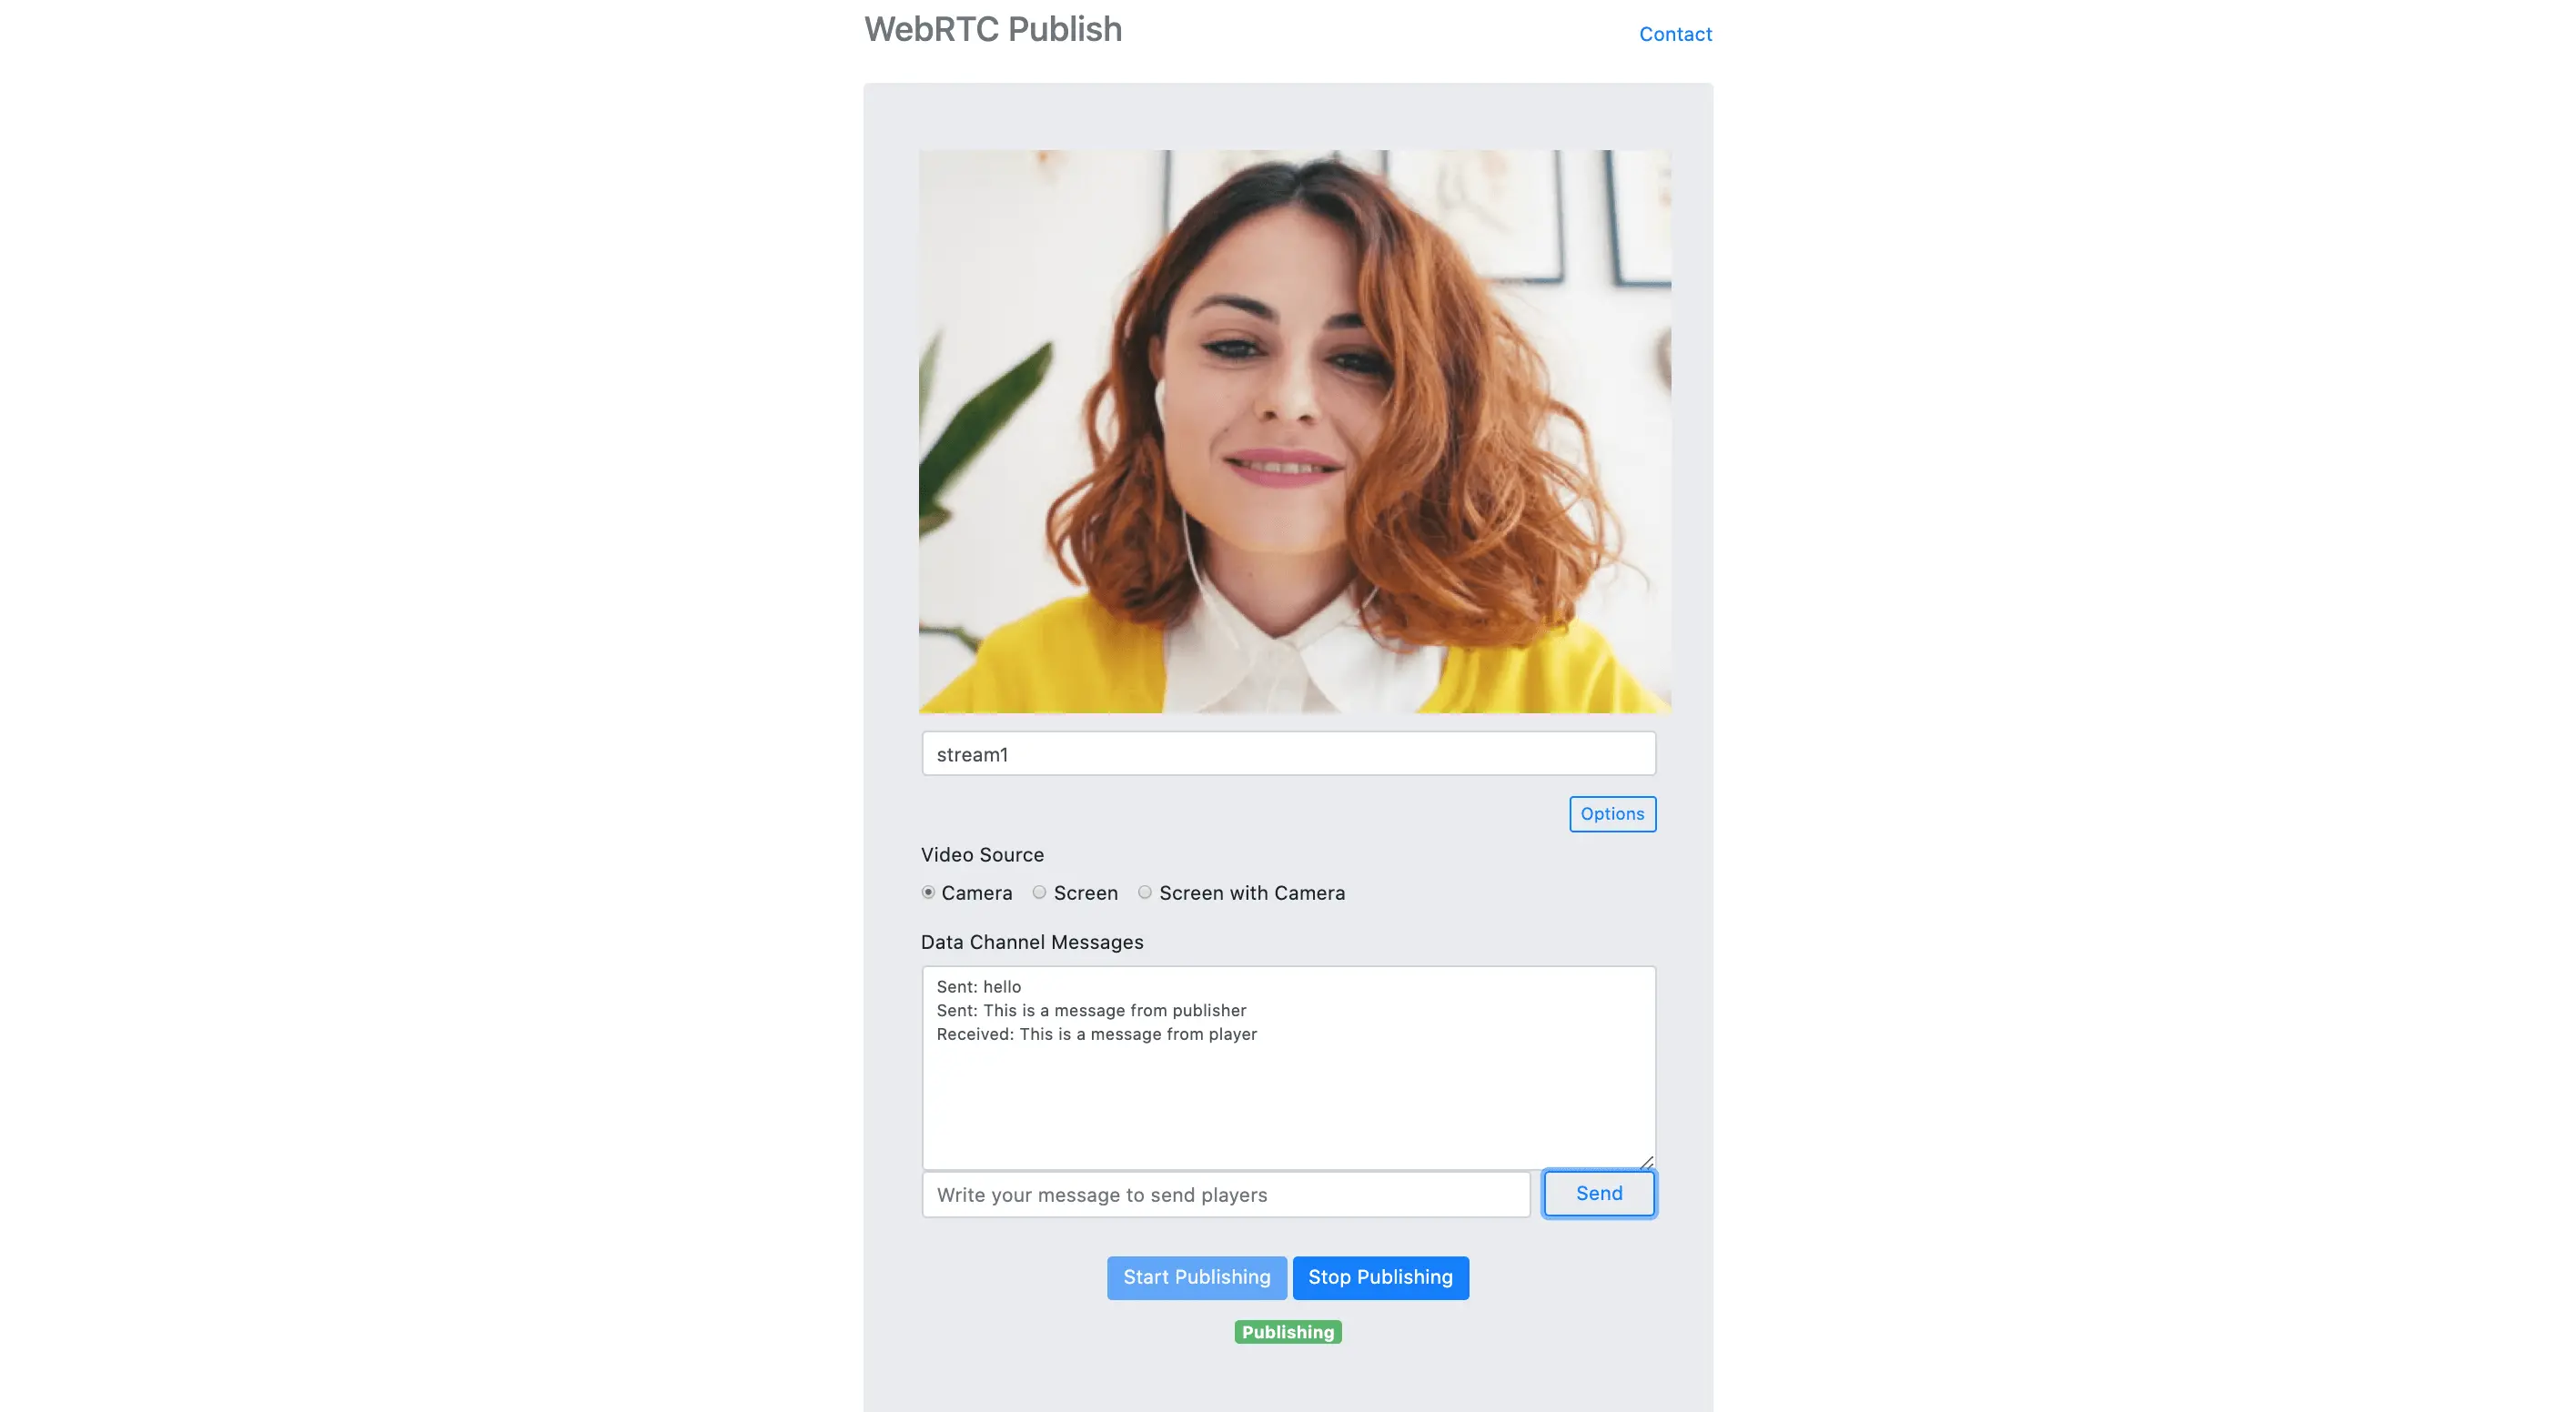 WebRTC Publish
Contact
stream1
Options
Video Source
Camera Screen Screen with Camera
Data Channel Messages
Sent: hello
Sent: This is a message from publisher
Received: This is a message from player
Write your message to send players
Send
Start Publishing Stop Publishing
Publishing